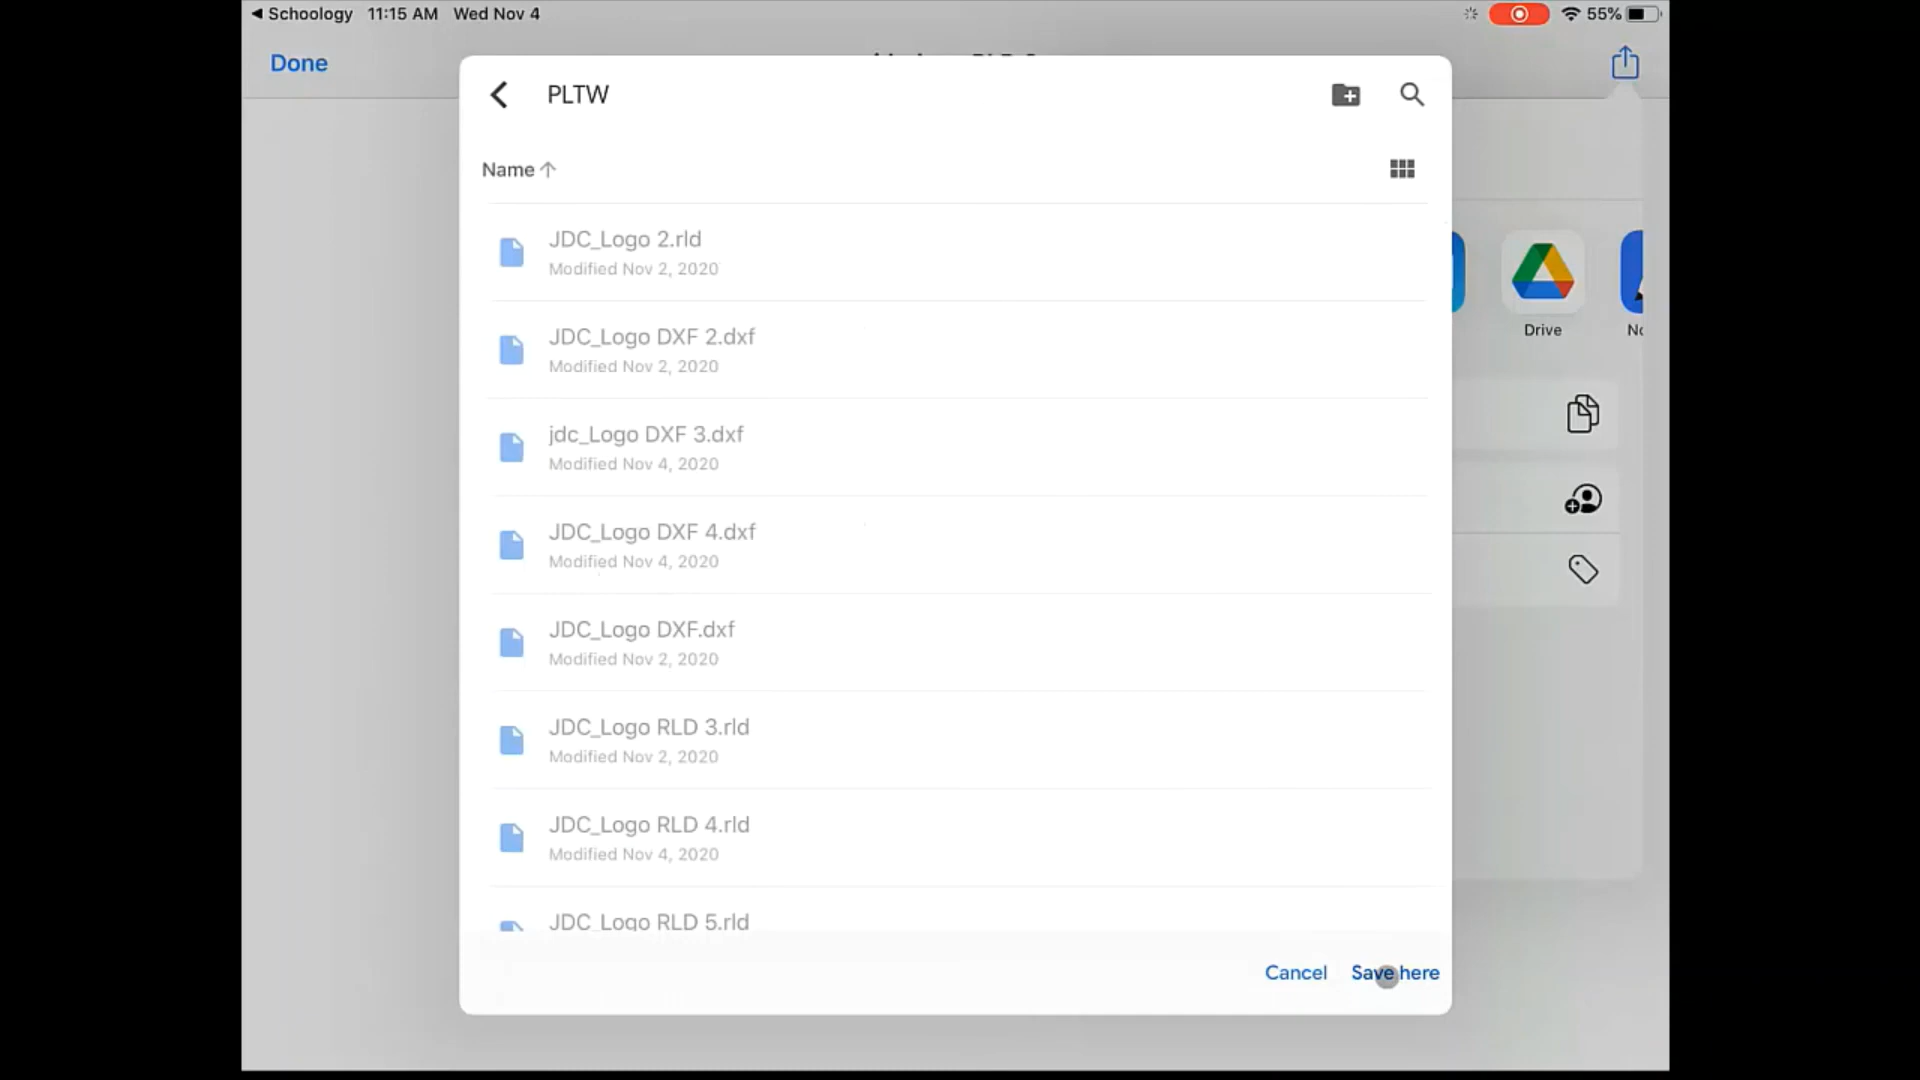 Schoology 11:15 AM Wed Nov 4
55%
Done
PLTW
Name
JDC_Logo 2.rld
Modified Nov 2, 2020
JDC_Logo DXF 2.dxf
Modified Nov 2, 2020
jdc_Logo DXF 3.dxf
Modified Nov 4, 2020
JDC_Logo DXF 4.dxf
Modified Nov 4, 2020
JDC_Logo DXF.dxf
Modified Nov 2, 2020
JDC_Logo RLD 3.rld
Modified Nov 2, 2020
JDC_Logo RLD 4.rld
Modified Nov 4, 2020
JDC_Logo RLD 5.rld
Cancel Save here
Drive